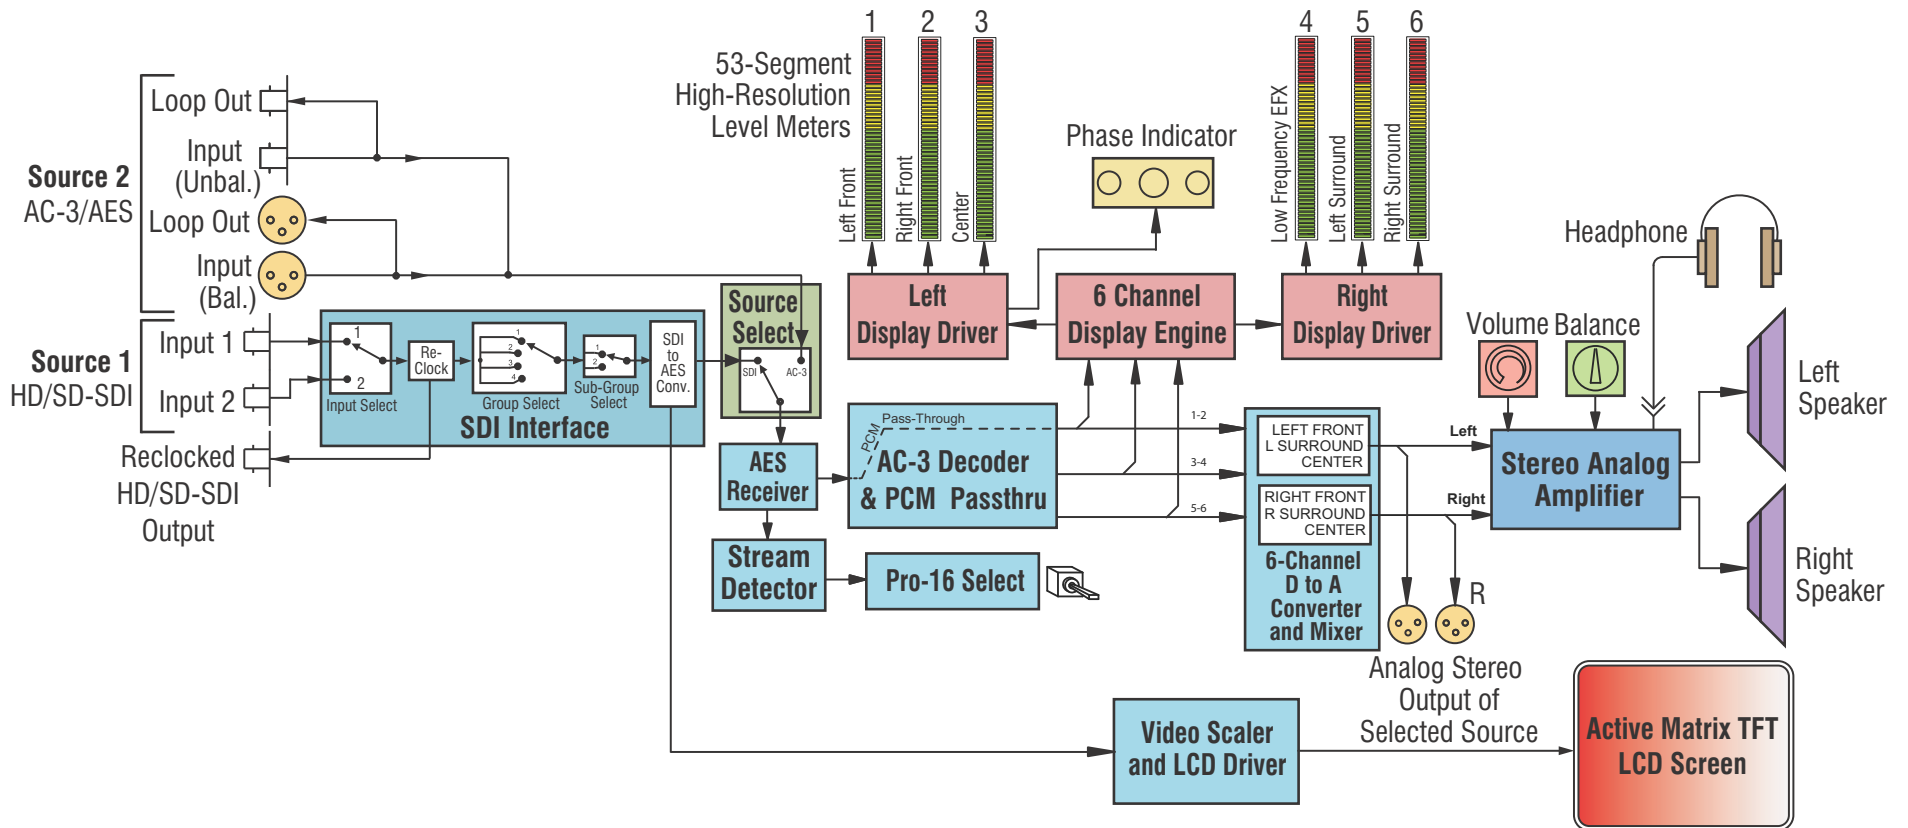 1
2
3
4
5
6
53-Segment
High-Resolution
Level Meters
Left Front
Right Front
Center
Low Frequency EFX
Left Surround
Right Surround
Phase Indicator
Source 2
AC-3/AES
Loop Out
Input
(Unbal.)
Loop Out
Input
(Bal.)
Source 1
HD/SD-SDI
Input 1
Input 2
Reclocked
HD/SD-SDI
Output
1
2
Input Select
Re-
Clock
1
2
3
4
Group Select
1
2
Sub-Group
Select
SDI
to
AES
Conv.
SDI Interface
Source
Select
SDI
AC-3
Left
Display Driver
6 Channel
Display Engine
Right
Display Driver
AES
Receiver
PCM
Pass-Through
AC-3 Decoder
& PCM Passthru
Stream
Detector
Pro-16 Select
1-2
3-4
5-6
LEFT FRONT
L SURROUND
CENTER
RIGHT FRONT
R SURROUND
CENTER
6-Channel
D to A
Converter
and Mixer
Left
Right
R
Analog Stereo
Output of
Selected Source
Volume
Balance
Headphone
Stereo Analog
Amplifier
Left
Speaker
Right
Speaker
Video Scaler
and LCD Driver
Active Matrix TFT
LCD Screen